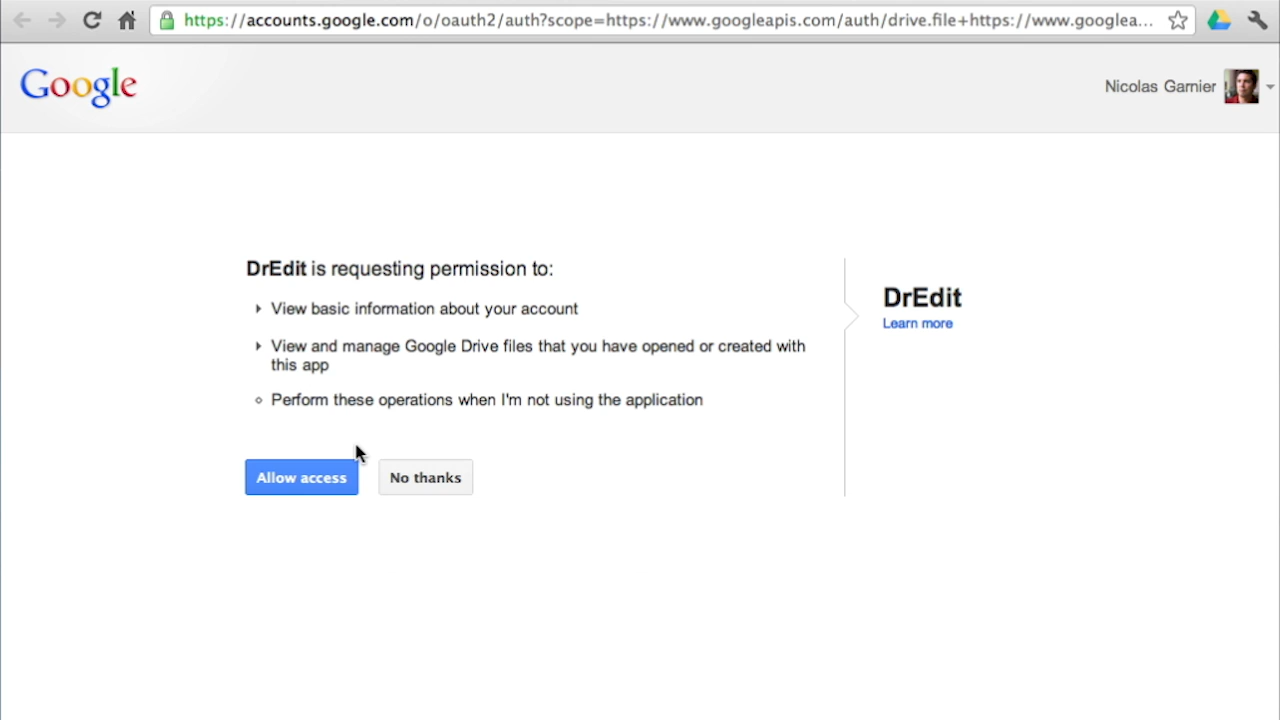 https://accounts.google.com/o/oauth2/auth?scope=https://www.googleapis.com/auth/drive.file+https://www.googlea...
Google
Nicolas Garnier
DrEdit is requesting permission to:
View basic information about your account
View and manage Google Drive files that you have opened or created with
this app
Perform these operations when I'm not using the application
Allow access
No thanks
DrEdit
Learn more